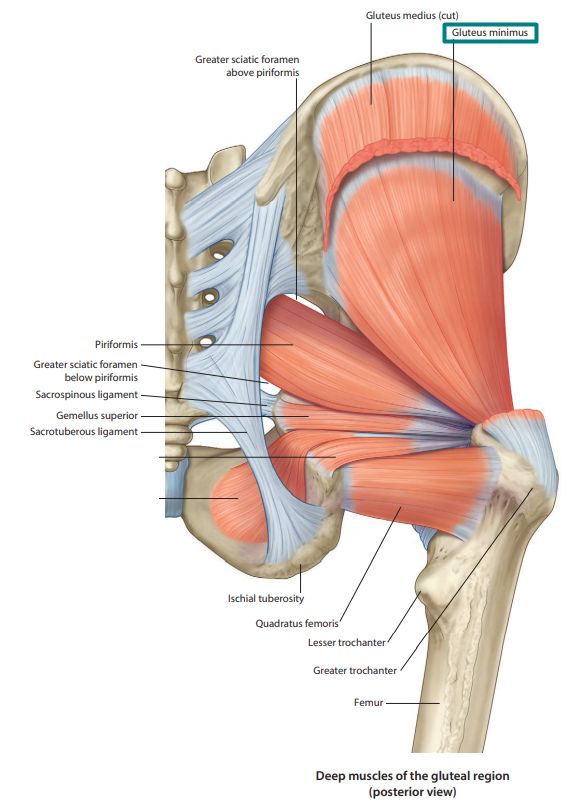 Gluteus medius (cut)
Gluteus minimus
Greater sciatic foramen
above piriformis
Piriformis
Greater sciatic foramen
below piriformis
Sacrospinous ligament
Gemellus superior
Sacrotuberous ligament
Ischial tuberosity
Quadratus femoris
Lesser trochanter
Greater trochanter
Femur
Deep muscles of the gluteal region
(posterior view)